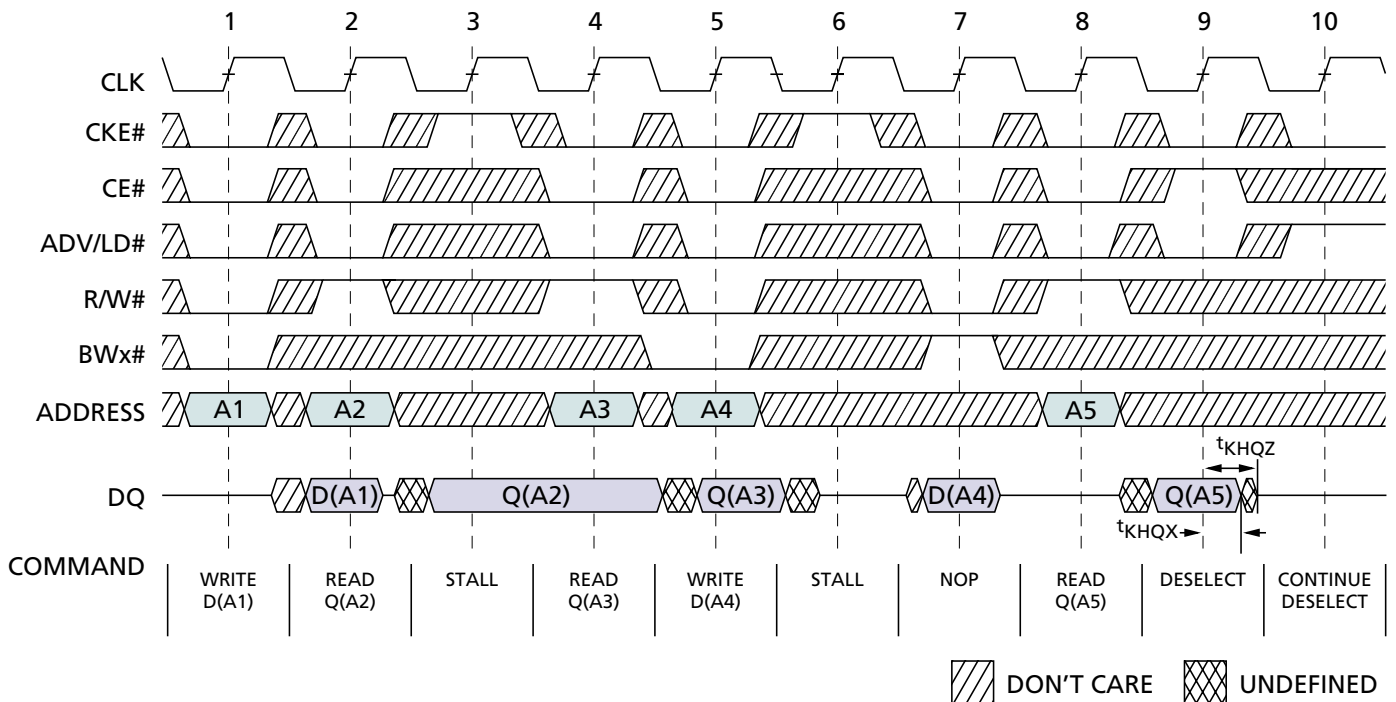 1 2 3 4 5 6 7 8 9 10
CLK
CKE#
CE#
ADV/LD#
R/W#
BWx#
ADDRESS A1 A2 A3 A4 A5
tKHQZ
DQ D(A1) Q(A2) Q(A3) D(A4) Q(A5)
tKHQX
COMMAND
WRITE READ STALL READ WRITE STALL NOP READ DESELECT CONTINUE
D(A1) Q(A2) Q(A3) D(A4) Q(A5) DESELECT
DON'T CARE UNDEFINED